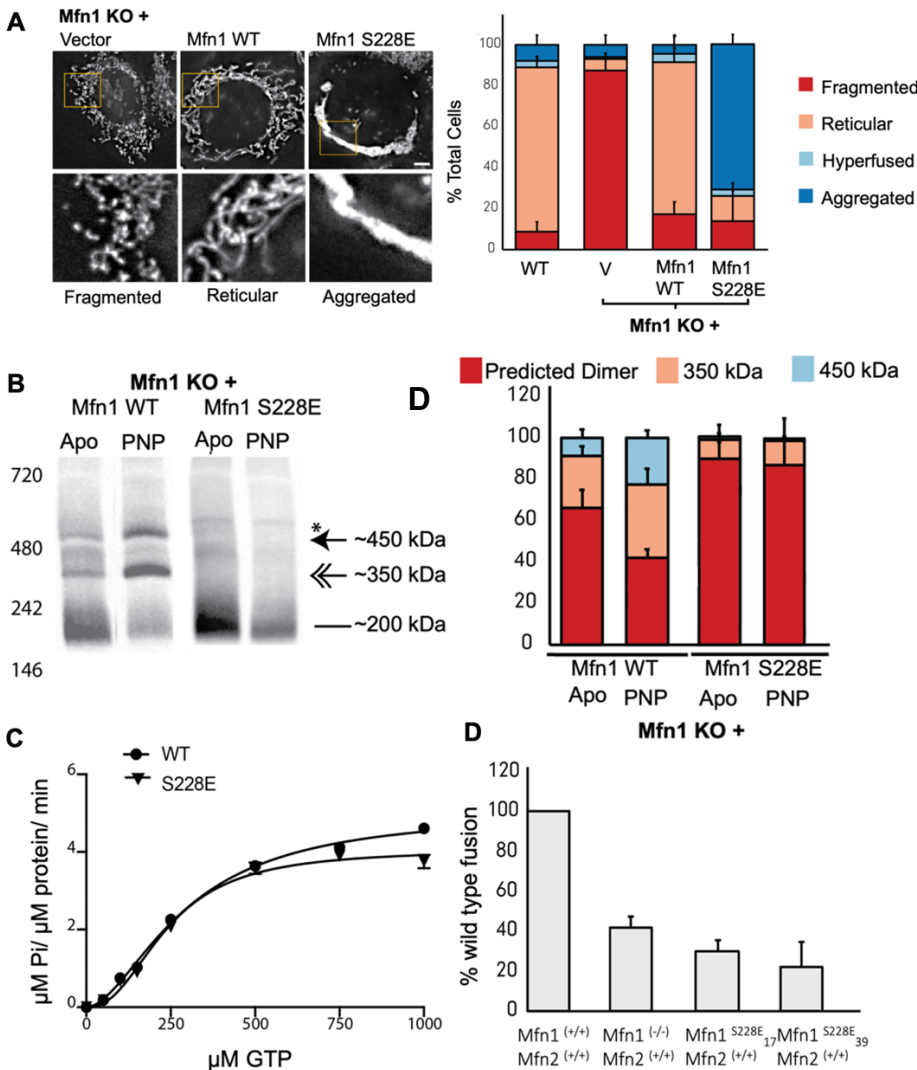 A
Mfn1 KO +
Vector Mfn1 WT Mfn1 S228E
Fragmented Reticular Aggregated
% Total Cells
100
80
60
40
20
0
WT V Mfn1 WT Mfn1 S228E
Mfn1 KO +
Fragmented
Reticular
Hyperfused
Aggregated
B
Mfn1 KO +
Mfn1 WT Mfn1 S228E
Apo PNP Apo PNP
720
480
242
146
*
~450 kDa
~350 kDa
~200 kDa
D
Predicted Dimer 350 kDa 450 kDa
120
100
80
60
40
20
0
Mfn1 WT Mfn1 S228E
Apo PNP Apo PNP
Mfn1 KO +
C
WT
S228E
µM Pi/ µM protein/ min
6
4
2
0
0 250 500 750 1000
µM GTP
D
% wild type fusion
120
100
80
60
40
20
0
Mfn1 (+/+) Mfn1 (-/-) Mfn1 S228E 17 Mfn1 S228E 39
Mfn2 (+/+) Mfn2 (+/+) Mfn2 (+/+) Mfn2 (+/+)